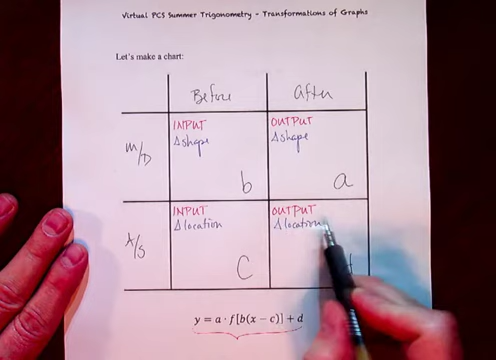 Virtual PCS Summer Trigonometry - Transformations of Graphs
Let's make a chart:
Before After
M/D
INPUT
Δshape
b
OUTPUT
Δshape
a
A/S
INPUT
Δlocation
C
OUTPUT
Δlocation
y = a · f[b(x − c)] + d